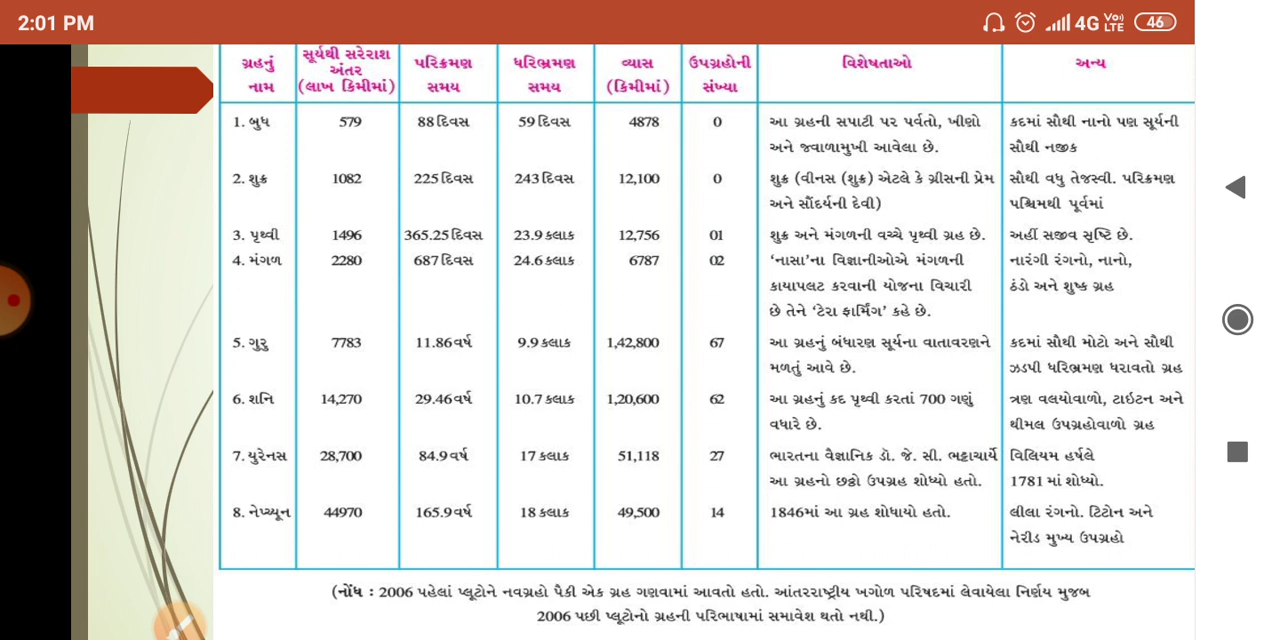 2:01 PM
4G Vo)) LTE 46
ગ્રહનું નામ | સૂર્યથી સરેરાશ અંતર (લાખ કિમીમાં) | પરિક્રમણ સમય | ધરિભ્રમણ સમય | વ્યાસ (કિમીમાં) | ઉપગ્રહોની સંખ્યા | વિશેષતાઓ | અન્ય
1. બુધ 579 88 દિવસ 59 દિવસ 4878 0 આ ગ્રહની સપાટી પર પર્વતો, ખીણો કદમાં સૌથી નાનો પણ સૂર્યની
અને જ્વાળામુખી આવેલા છે. સૌથી નજીક
2. શુક્ર 1082 225 દિવસ 243 દિવસ 12,100 0 શુક્ર (વીનસ (શુક્ર) એટલે કે ગ્રીસની પ્રેમ સૌથી વધુ તેજસ્વી. પરિક્રમણ
અને સૌંદર્યની દેવી) પશ્ચિમથી પૂર્વમાં
3. પૃથ્વી 1496 365.25 દિવસ 23.9 કલાક 12,756 01 શુક્ર અને મંગળની વચ્ચે પૃથ્વી ગ્રહ છે. અહીં સજીવ સૃષ્ટિ છે.
4. મંગળ 2280 687 દિવસ 24.6 કલાક 6787 02 ‘નાસા’ના વિજ્ઞાનીઓએ મંગળની નારંગી રંગનો, નાનો,
કાયાપલટ કરવાની યોજના વિચારી ઠંડો અને શુષ્ક ગ્રહ
છે તેને ‘ટેરા ફાર્મિંગ’ કહે છે.
5. ગુરુ 7783 11.86 વર્ષ 9.9 કલાક 1,42,800 67 આ ગ્રહનું બંધારણ સૂર્યના વાતાવરણને કદમાં સૌથી મોટો અને સૌથી
મળતું આવે છે. ઝડપી ધરિભ્રમણ ધરાવતો ગ્રહ
6. શનિ 14,270 29.46 વર્ષ 10.7 કલાક 1,20,600 62 આ ગ્રહનું કદ પૃથ્વી કરતાં 700 ગણું ત્રણ વલયોવાળો, ટાઇટન અને
વધારે છે. થીમલ ઉપગ્રહોવાળો ગ્રહ
7. યુરેનસ 28,700 84.9 વર્ષ 17 કલાક 51,118 27 ભારતના વૈજ્ઞાનિક ડૉ. જે. સી. ભટ્ટાચાર્યે વિલિયમ હર્ષલે
આ ગ્રહનો છઠ્ઠો ઉપગ્રહ શોધ્યો હતો. 1781 માં શોધ્યો.
8. નેપ્ચ્યૂન 44970 165.9 વર્ષ 18 કલાક 49,500 14 1846માં આ ગ્રહ શોધાયો હતો. લીલા રંગનો. ટિટોન અને
નેરીડ મુખ્ય ઉપગ્રહો
(નોંધ : 2006 પહેલાં પ્લૂટોને નવગ્રહો પૈકી એક ગ્રહ ગણવામાં આવતો હતો. આંતરરાષ્ટ્રીય ખગોળ પરિષદમાં લેવાયેલા નિર્ણય મુજબ
2006 પછી પ્લૂટોનો ગ્રહની પરિભાષામાં સમાવેશ થતો નથી.)